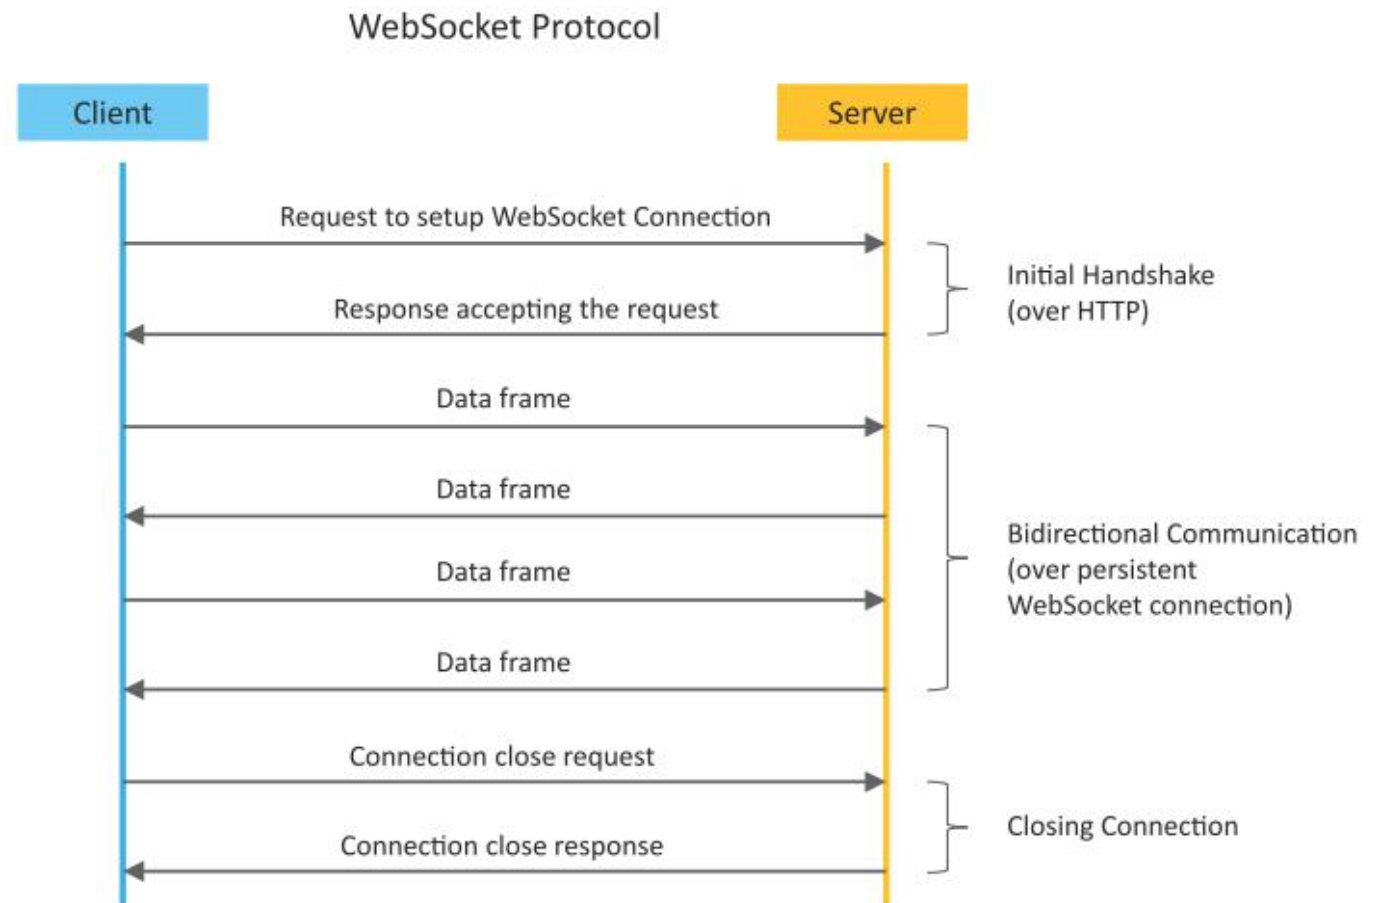 WebSocket Protocol
Client
Server
Request to setup WebSocket Connection
Response accepting the request
Initial Handshake
(over HTTP)
Data frame
Data frame
Data frame
Data frame
Bidirectional Communication
(over persistent
WebSocket connection)
Connection close request
Connection close response
Closing Connection